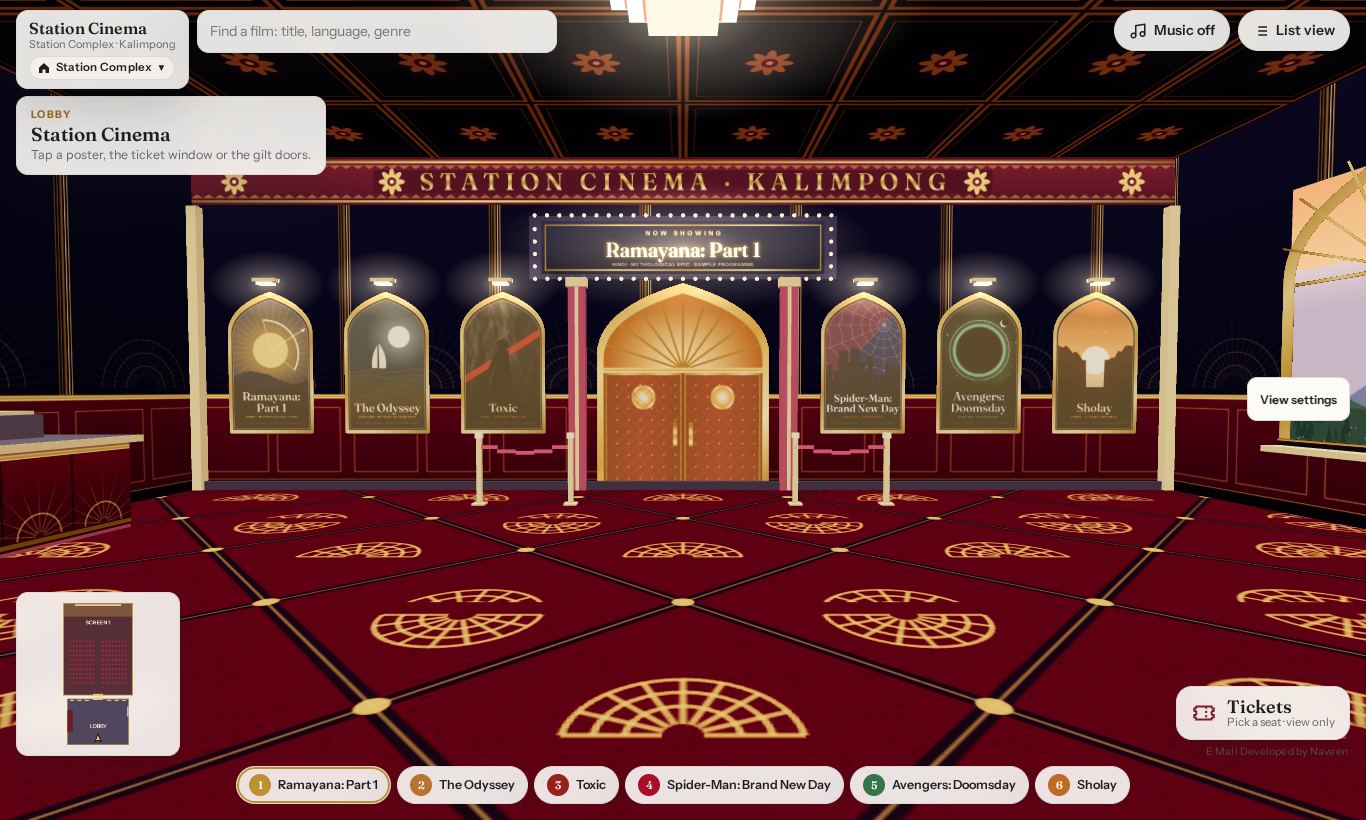 Station Cinema
Station Complex · Kalimpong
Station Complex ▾
Find a film: title, language, genre
Music off
List view
LOBBY
Station Cinema
Tap a poster, the ticket window or the gilt doors.
STATION CINEMA · KALIMPONG
NOW SHOWING
Ramayana: Part 1
HINDI · MYTHOLOGICAL EPIC · SAMPLE PROGRAMME
Ramayana:
Part 1
The Odyssey
Toxic
Spider-Man:
Brand New Day
Avengers:
Doomsday
Sholay
View settings
SCREEN 1
LOBBY
Tickets
Pick a seat · view only
E Mall Developed by Naveen
1 Ramayana: Part 1
2 The Odyssey
3 Toxic
4 Spider-Man: Brand New Day
5 Avengers: Doomsday
6 Sholay